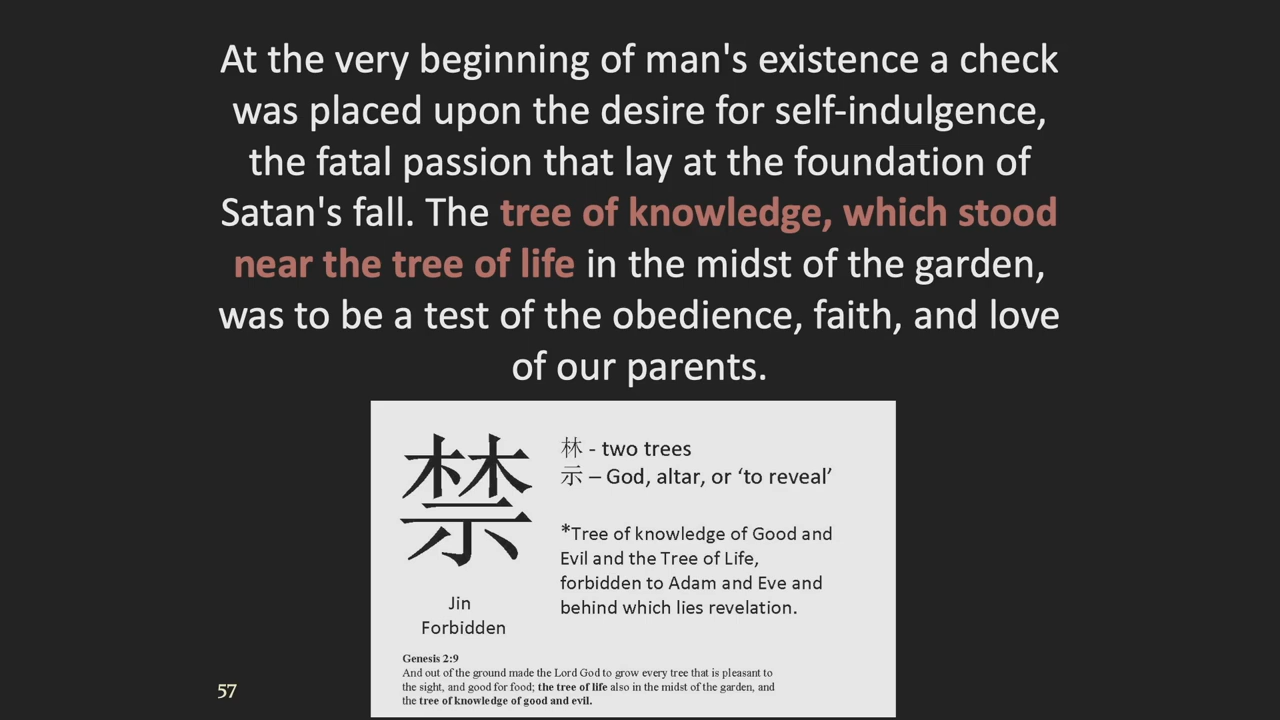 At the very beginning of man's existence a check
was placed upon the desire for self-indulgence,
the fatal passion that lay at the foundation of
Satan's fall. The tree of knowledge, which stood
near the tree of life in the midst of the garden,
was to be a test of the obedience, faith, and love
of our parents.
禁
Jin
Forbidden
林 - two trees
示 – God, altar, or ‘to reveal’
*Tree of knowledge of Good and
Evil and the Tree of Life,
forbidden to Adam and Eve and
behind which lies revelation.
Genesis 2:9
And out of the ground made the Lord God to grow every tree that is pleasant to
the sight, and good for food; the tree of life also in the midst of the garden, and
the tree of knowledge of good and evil.
57